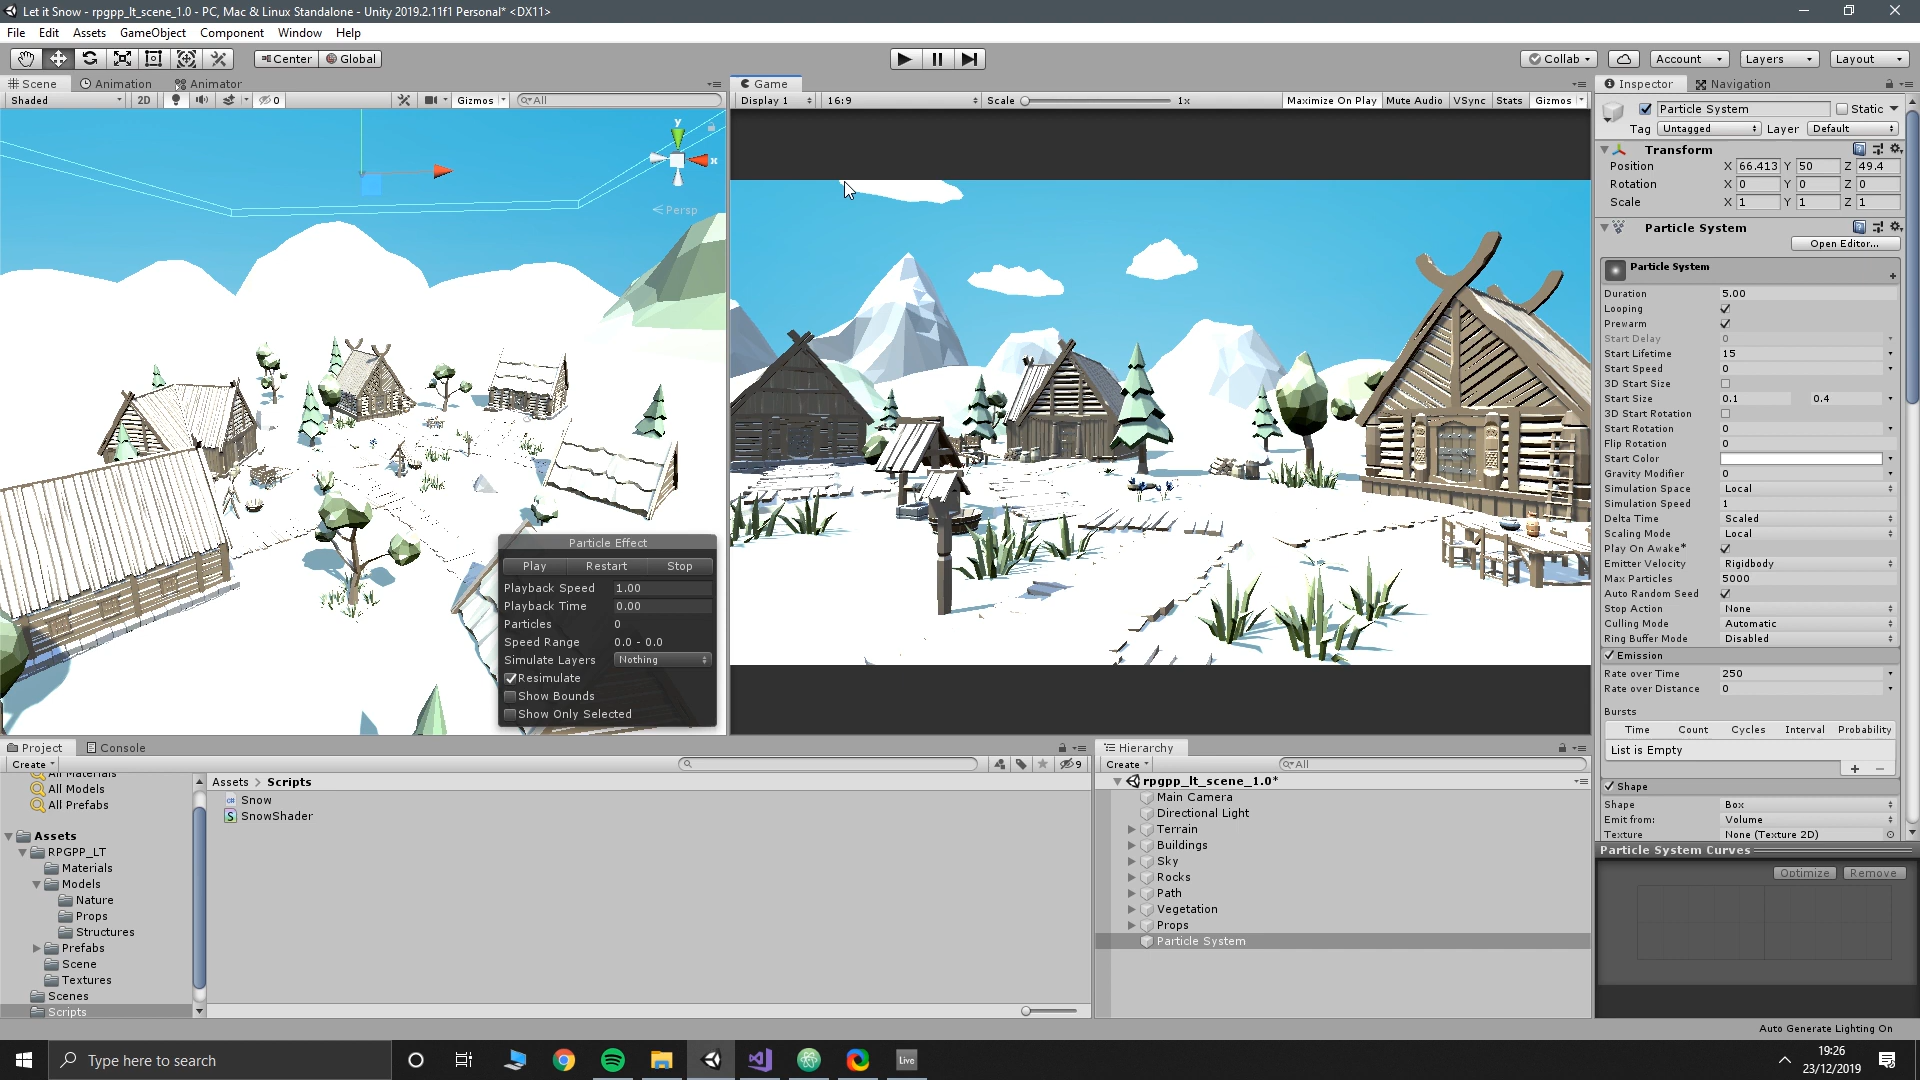 Let it Snow - rpgpp_lt_scene_1.0 - PC, Mac & Linux Standalone - Unity 2019.2.11f1 Personal* <DX11>
File Edit Assets GameObject Component Window Help
Center Global Collab Account Layers Layout
Scene Animation Animator
Shaded 2D 0 Gizmos All
y
x
Persp
Particle Effect
Play Restart Stop
Playback Speed 1.00
Playback Time 0.00
Particles 0
Speed Range 0.0 - 0.0
Simulate Layers Nothing
Resimulate
Show Bounds
Show Only Selected
Game
Display 1 16:9 Scale 1x Maximize On Play Mute Audio VSync Stats Gizmos
Inspector Navigation
Particle System Static
Tag Untagged Layer Default
Transform
Position X 66.413 Y 50 Z 49.4
Rotation X 0 Y 0 Z 0
Scale X 1 Y 1 Z 1
Particle System
Open Editor...
Particle System
Duration 5.00
Looping
Prewarm
Start Delay 0
Start Lifetime 15
Start Speed 0
3D Start Size
Start Size 0.1 0.4
3D Start Rotation
Start Rotation 0
Flip Rotation 0
Start Color
Gravity Modifier 0
Simulation Space Local
Simulation Speed 1
Delta Time Scaled
Scaling Mode Local
Play On Awake*
Emitter Velocity Rigidbody
Max Particles 5000
Auto Random Seed
Stop Action None
Culling Mode Automatic
Ring Buffer Mode Disabled
Emission
Rate over Time 250
Rate over Distance 0
Bursts
Time Count Cycles Interval Probability
List is Empty
+ −
Shape
Shape Box
Emit from: Volume
Texture None (Texture 2D)
Particle System Curves
Optimize Remove
Project Console
Create 9
All Materials
All Models
All Prefabs
Assets
RPGPP_LT
Materials
Models
Nature
Props
Structures
Prefabs
Scene
Textures
Scenes
Scripts
Assets > Scripts
Snow
SnowShader
Hierarchy
Create All
rpgpp_lt_scene_1.0*
Main Camera
Directional Light
Terrain
Buildings
Sky
Rocks
Path
Vegetation
Props
Particle System
Auto Generate Lighting On
Type here to search
Live
19:26
23/12/2019